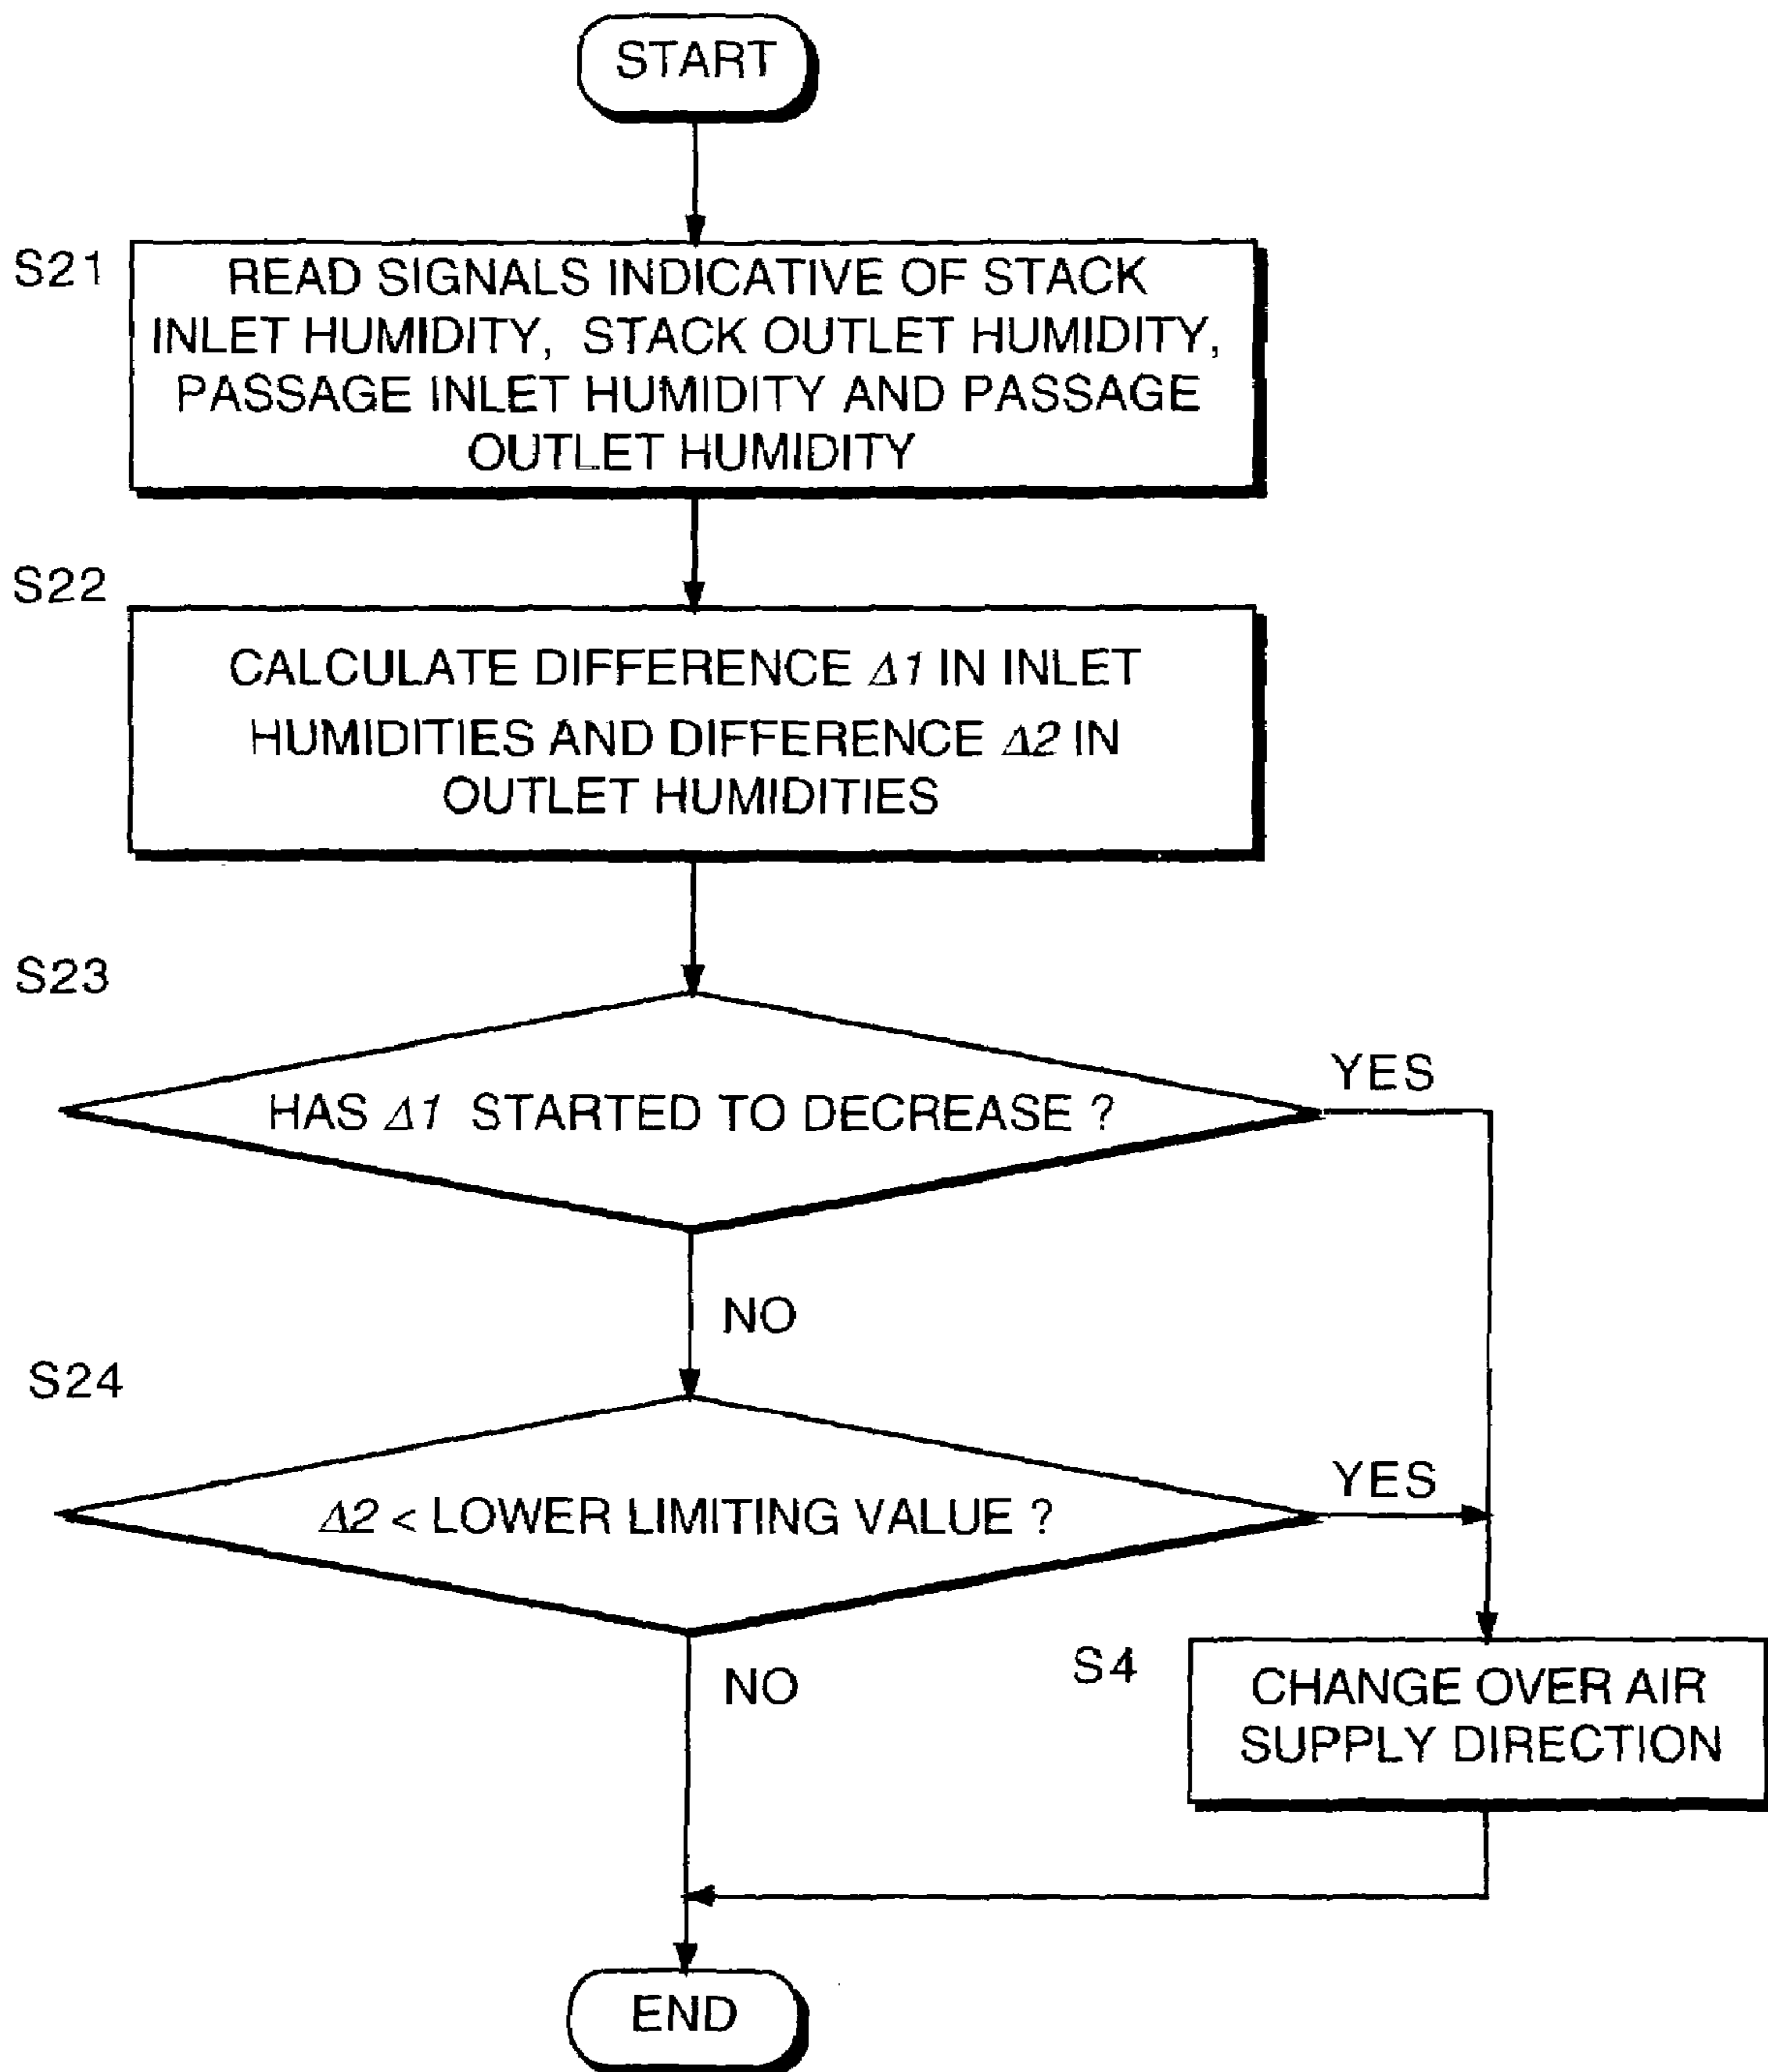 START
S21
READ SIGNALS INDICATIVE OF STACK
INLET HUMIDITY, STACK OUTLET HUMIDITY,
PASSAGE INLET HUMIDITY AND PASSAGE
OUTLET HUMIDITY
S22
CALCULATE DIFFERENCE Δ1 IN INLET
HUMIDITIES AND DIFFERENCE Δ2 IN
OUTLET HUMIDITIES
S23
HAS Δ1 STARTED TO DECREASE ?
YES
NO
S24
Δ2 < LOWER LIMITING VALUE ?
YES
NO
S4
CHANGE OVER AIR
SUPPLY DIRECTION
END